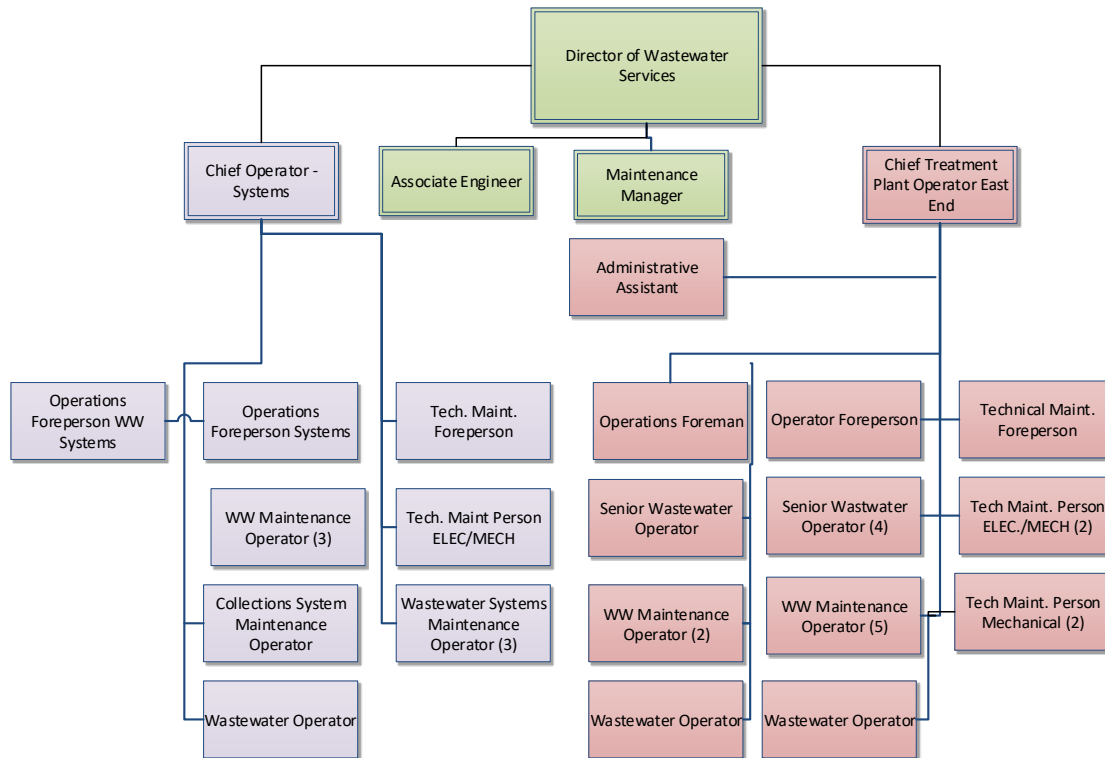 Director of Wastewater
Services
Chief Operator -
Systems
Associate Engineer
Maintenance
Manager
Chief Treatment
Plant Operator East
End
Administrative
Assistant
Operations
Foreperson WW
Systems
Operations
Foreperson Systems
Tech. Maint.
Foreperson
Operations Foreman
Operator Foreperson
Technical Maint.
Foreperson
WW Maintenance
Operator (3)
Tech. Maint Person
ELEC/MECH
Senior Wastewater
Operator
Senior Wastwater
Operator (4)
Tech Maint. Person
ELEC./MECH (2)
Collections System
Maintenance
Operator
Wastewater Systems
Maintenance
Operator (3)
WW Maintenance
Operator (2)
WW Maintenance
Operator (5)
Tech Maint. Person
Mechanical (2)
Wastewater Operator
Wastewater Operator
Wastewater Operator